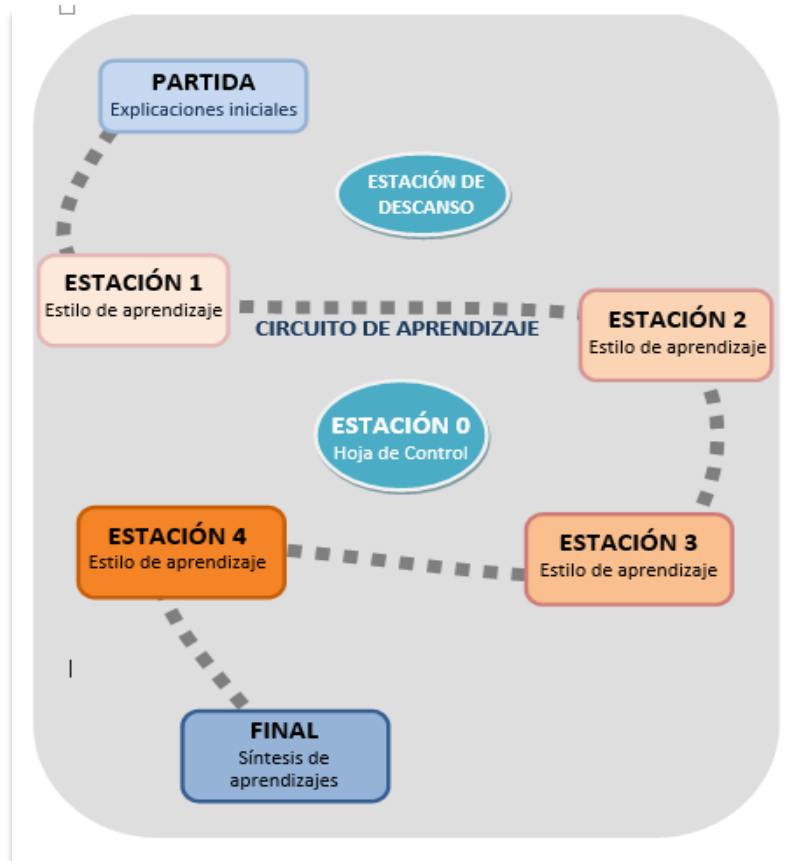 PARTIDA
Explicaciones iniciales
ESTACIÓN DE
DESCANSO
ESTACIÓN 1
Estilo de aprendizaje
CIRCUITO DE APRENDIZAJE
ESTACIÓN 2
Estilo de aprendizaje
ESTACIÓN 0
Hoja de Control
ESTACIÓN 4
Estilo de aprendizaje
ESTACIÓN 3
Estilo de aprendizaje
FINAL
Síntesis de
aprendizajes